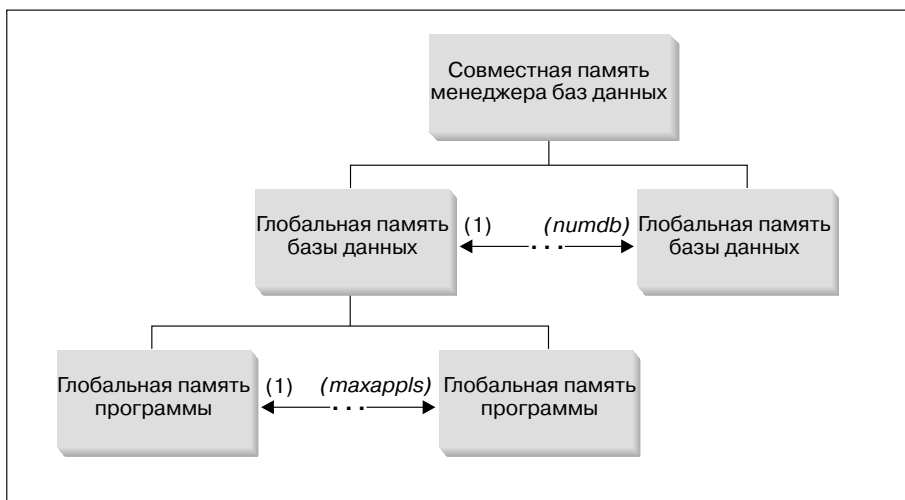 Совместная память
менеджера баз данных
Глобальная память
базы данных
(1) (numdb)
. . .
Глобальная память
базы данных
Глобальная память
программы
(1) (maxappls)
. . .
Глобальная память
программы